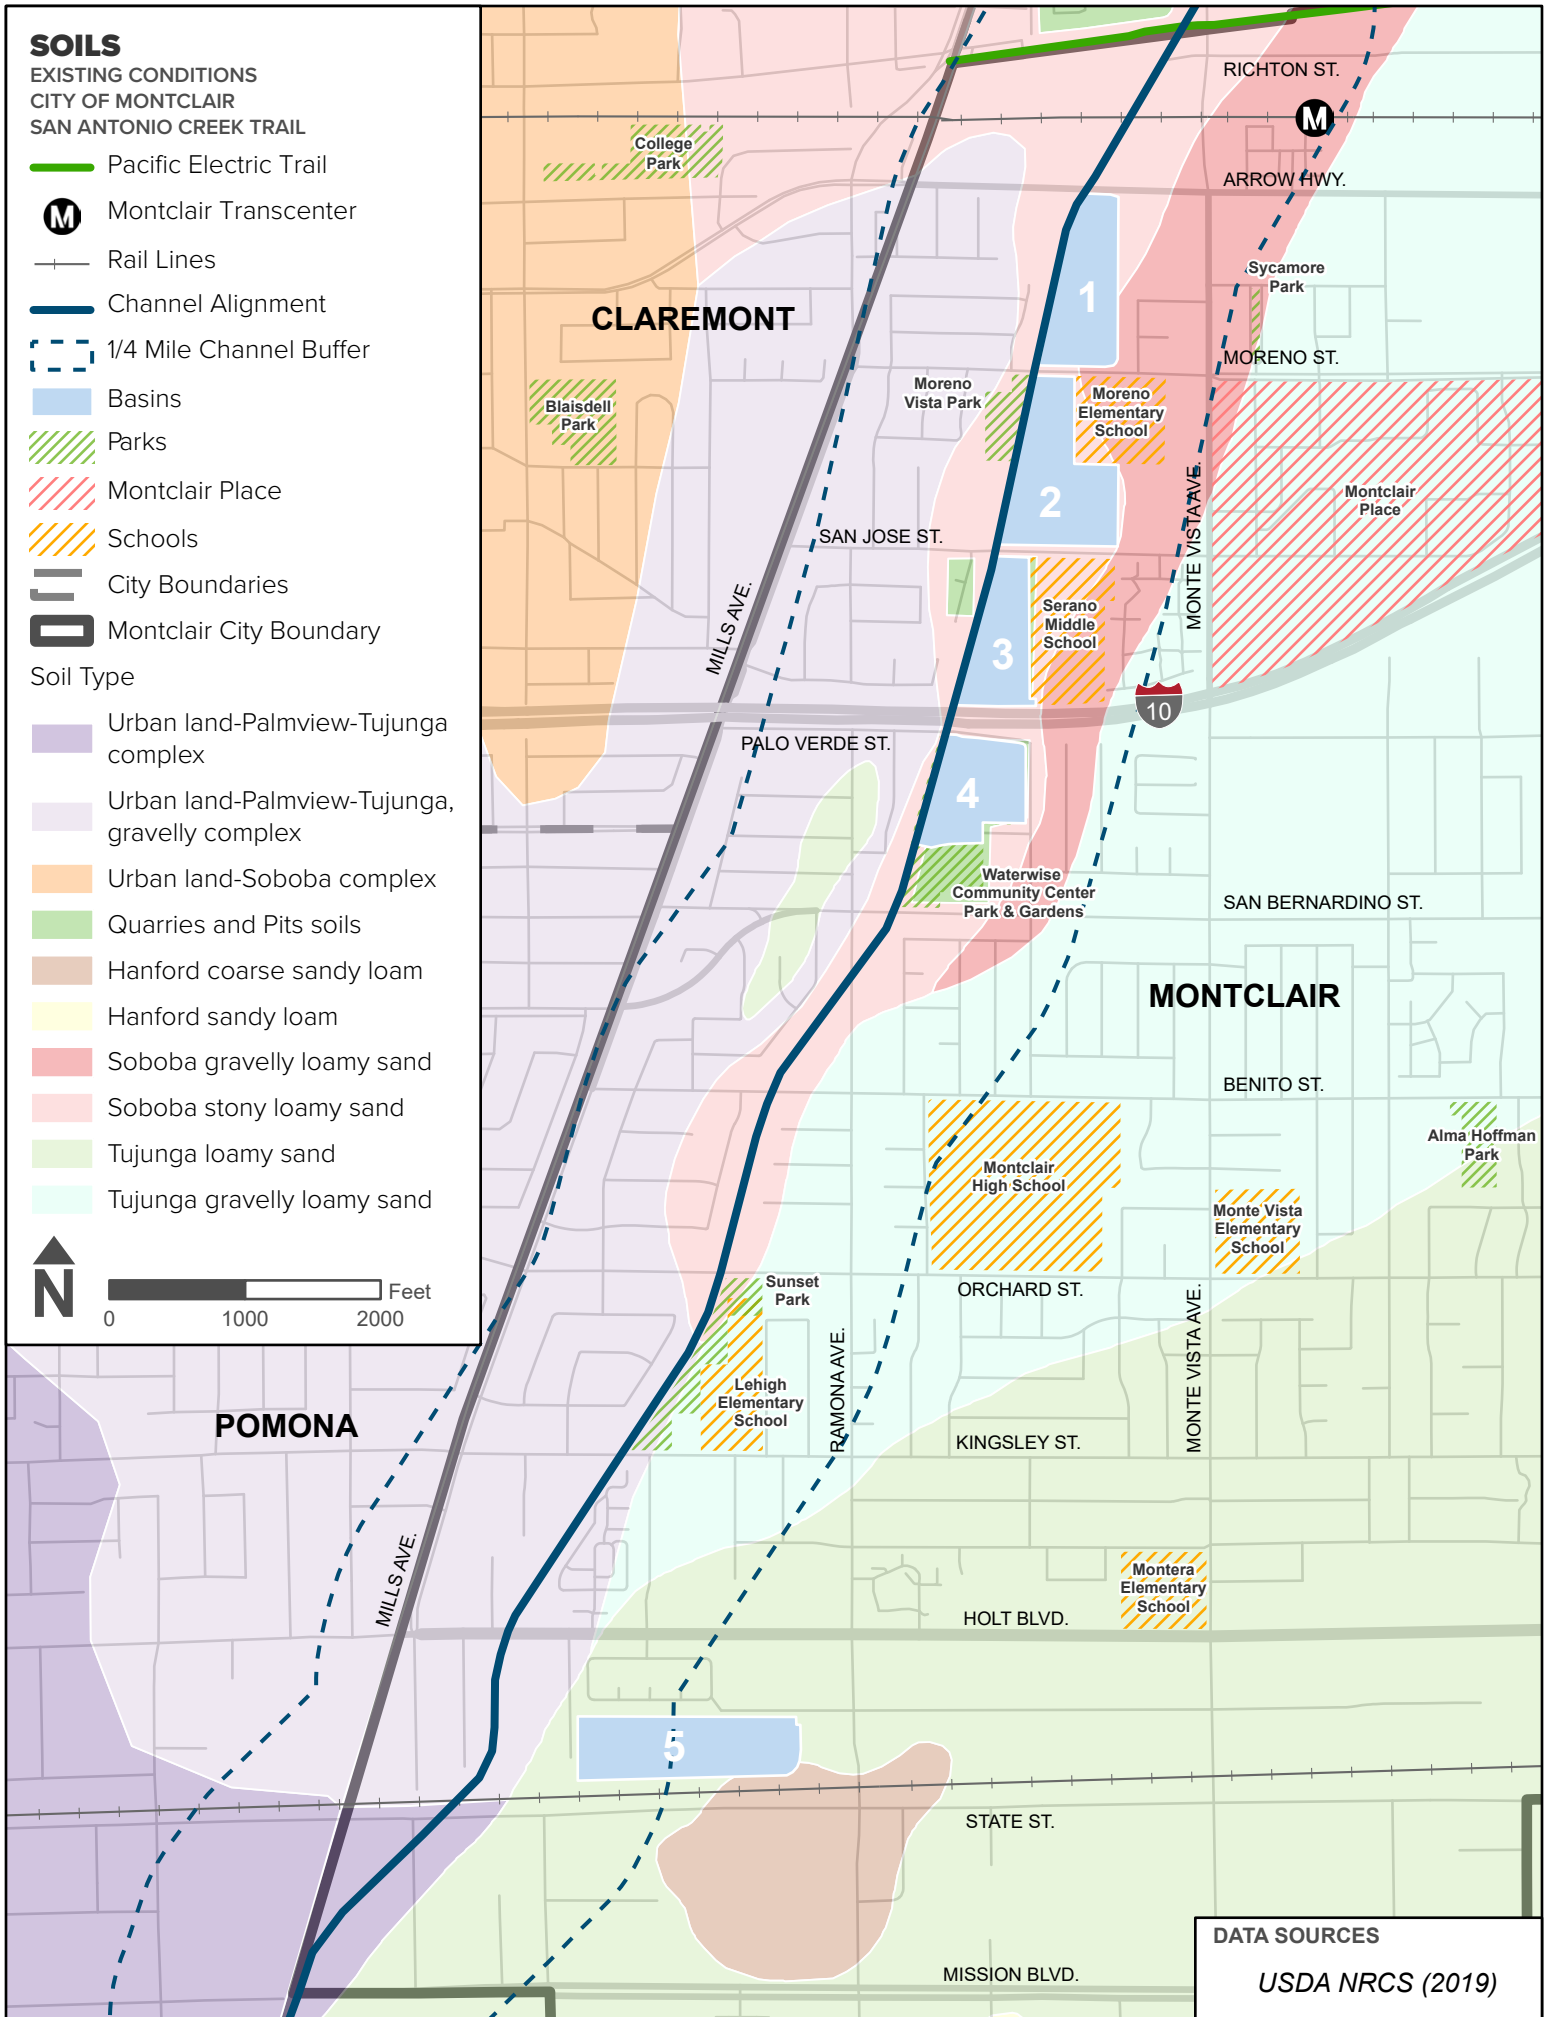 SOILS
EXISTING CONDITIONS
CITY OF MONTCLAIR
SAN ANTONIO CREEK TRAIL
Pacific Electric Trail
M
Montclair Transcenter
Rail Lines
Channel Alignment
1/4 Mile Channel Buffer
Basins
Parks
Montclair Place
Schools
City Boundaries
Montclair City Boundary
Soil Type
Urban land-Palmview-Tujunga
complex
Urban land-Palmview-Tujunga,
gravelly complex
Urban land-Soboba complex
Quarries and Pits soils
Hanford coarse sandy loam
Hanford sandy loam
Soboba gravelly loamy sand
Soboba stony loamy sand
Tujunga loamy sand
Tujunga gravelly loamy sand
N
Feet
0
1000
2000
RICHTON ST.
M
College
Park
ARROW HWY.
Sycamore
Park
1
CLAREMONT
MORENO ST.
Moreno
Vista Park
Moreno
Elementary
School
Blaisdell
Park
Montclair
Place
2
MONTE VISTA AVE.
SAN JOSE ST.
MILLS AVE.
Serano
Middle
School
3
10
PALO VERDE ST.
4
Waterwise
Community Center
Park & Gardens
SAN BERNARDINO ST.
MONTCLAIR
BENITO ST.
Alma Hoffman
Park
Montclair
High School
Monte Vista
Elementary
School
Sunset
Park
ORCHARD ST.
RAMONA AVE.
MONTE VISTA AVE.
Lehigh
Elementary
School
POMONA
KINGSLEY ST.
MILLS AVE.
Montera
Elementary
School
HOLT BLVD.
5
STATE ST.
MISSION BLVD.
DATA SOURCES
USDA NRCS (2019)